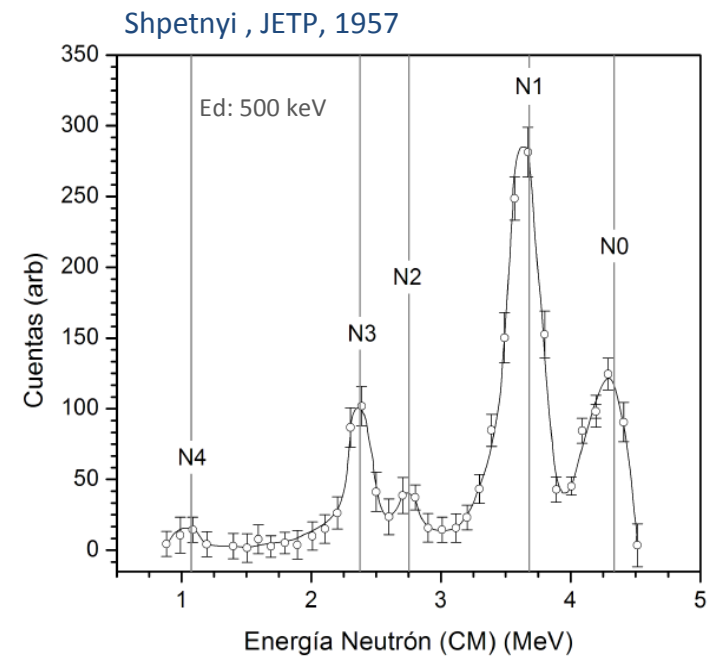 Shpetnyi , JETP, 1957
350
300
250
200
150
100
50
0
Cuentas (arb)
Ed: 500 keV
N4
N3
N2
N1
N0
1
2
3
4
5
Energía Neutrón (CM) (MeV)